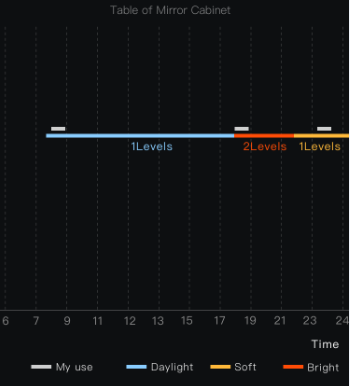 Table of Mirror Cabinet
1Levels 2Levels 1Levels
6 7 9 11 12 13 15 17 19 21 23 24
Time
My use Daylight Soft Bright